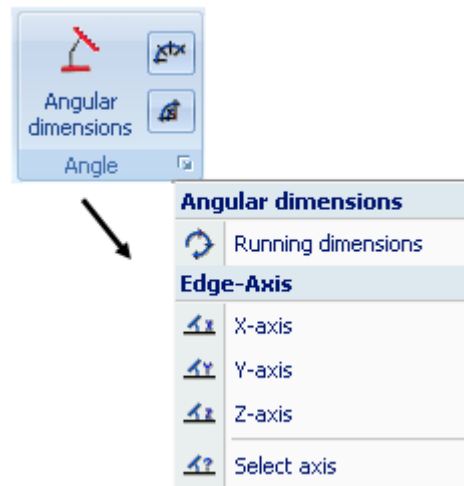 Angular
dimensions
Angle
Angular dimensions
Running dimensions
Edge-Axis
X-axis
Y-axis
Z-axis
Select axis